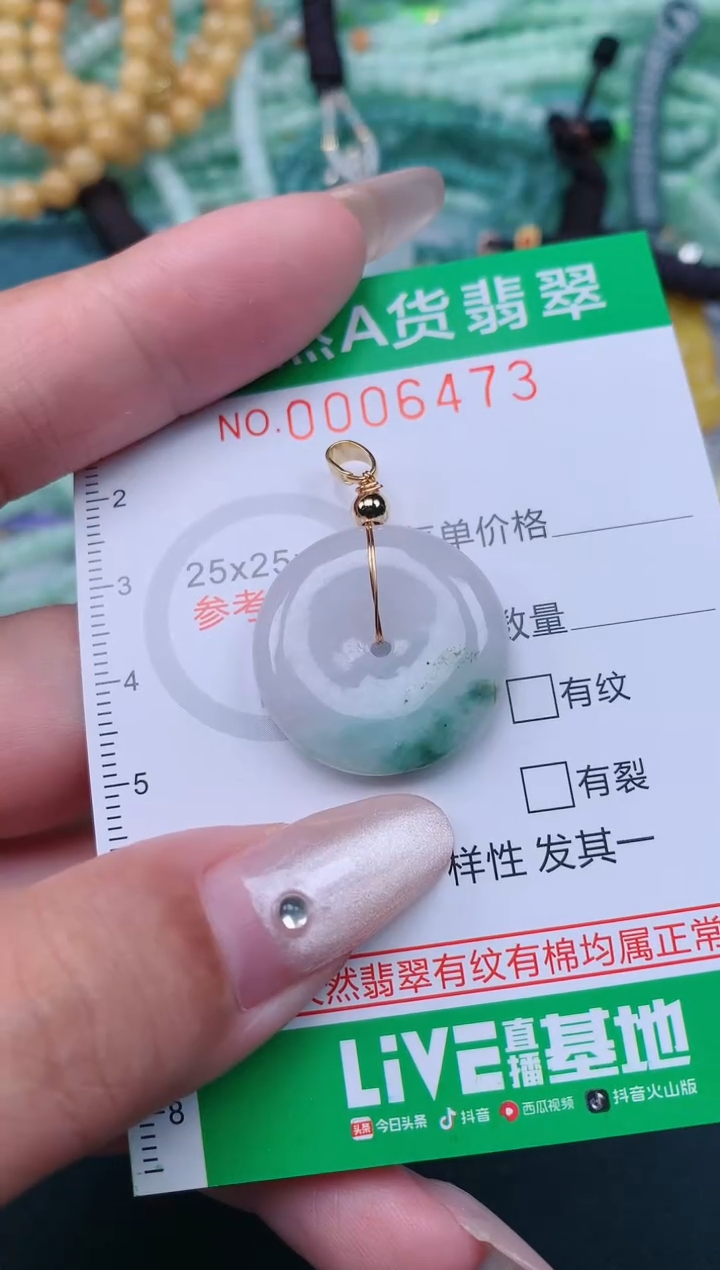 A货翡翠
NO.0006473
单价格
25x25
参考
数量
有纹
有裂
样性 发其一
然翡翠有纹有棉均属正常
LiVE直播基地
头条 今日头条 抖音 西瓜视频 抖音火山版
2
3
4
5
8